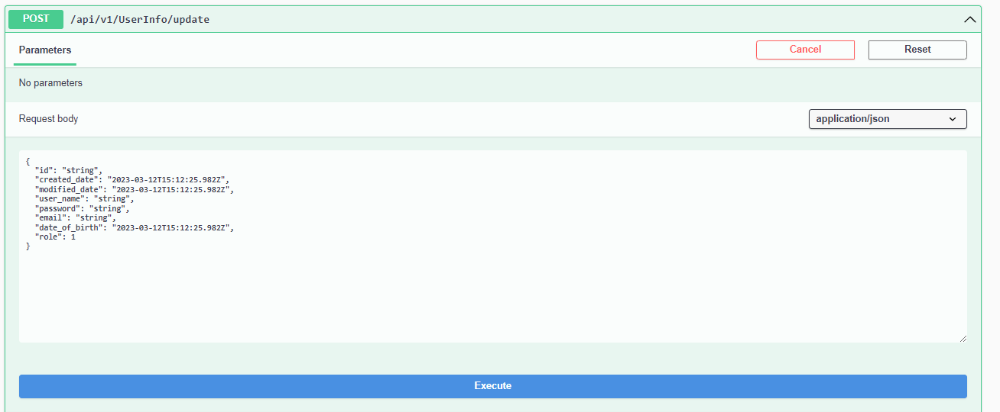 POST /api/v1/UserInfo/update
Parameters Cancel Reset
No parameters
Request body application/json
{
  "id": "string",
  "created_date": "2023-03-12T15:12:25.982Z",
  "modified_date": "2023-03-12T15:12:25.982Z",
  "user_name": "string",
  "password": "string",
  "email": "string",
  "date_of_birth": "2023-03-12T15:12:25.982Z",
  "role": 1
}
Execute